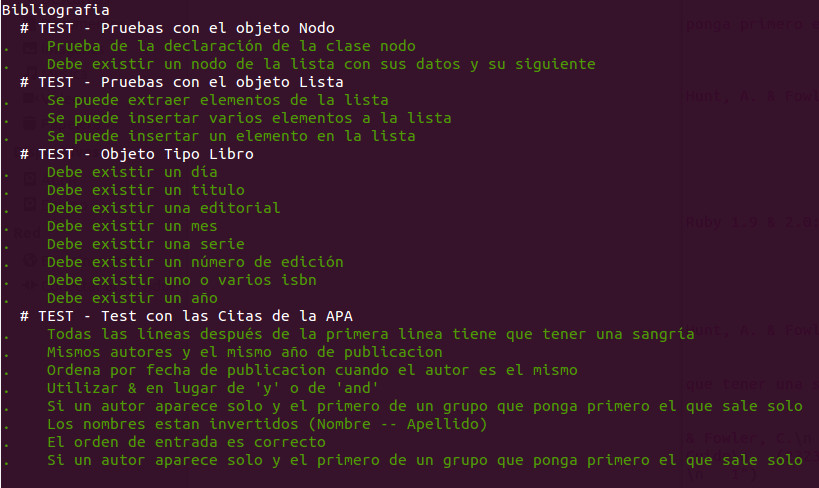 Bibliografia
# TEST - Pruebas con el objeto Nodo
. Prueba de la declaración de la clase nodo
. Debe existir un nodo de la lista con sus datos y su siguiente
# TEST - Pruebas con el objeto Lista
. Se puede extraer elementos de la lista
. Se puede insertar varios elementos a la lista
. Se puede insertar un elemento en la lista
# TEST - Objeto Tipo Libro
. Debe existir un día
. Debe existir un titulo
. Debe existir una editorial
. Debe existir un mes
. Debe existir una serie
. Debe existir un número de edición
. Debe existir uno o varios isbn
. Debe existir un año
# TEST - Test con las Citas de la APA
. Todas las líneas después de la primera linea tiene que tener una sangría
. Mismos autores y el mismo año de publicacion
. Ordena por fecha de publicacion cuando el autor es el mismo
. Utilizar & en lugar de 'y' o de 'and'
. Si un autor aparece solo y el primero de un grupo que ponga primero el que sale solo
. Los nombres estan invertidos (Nombre -- Apellido)
. El orden de entrada es correcto
. Si un autor aparece solo y el primero de un grupo que ponga primero el que sale solo